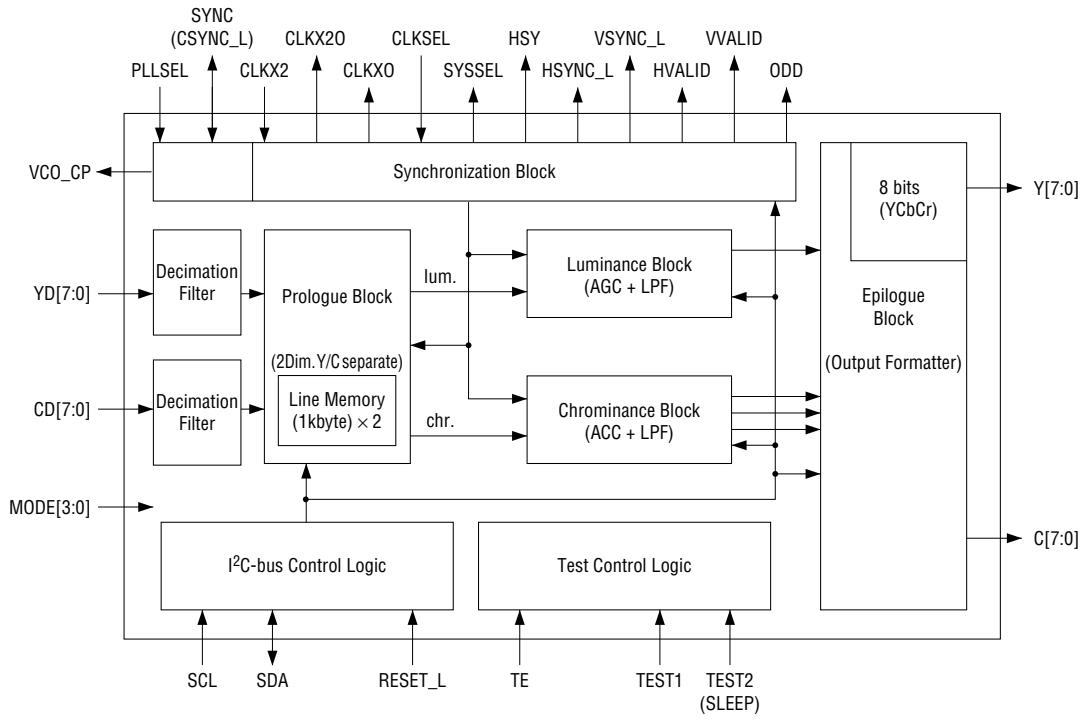 SYNC
(CSYNC_L)
CLKX2O
CLKSEL
HSY
VSYNC_L
VVALID
PLLSEL
CLKX2
CLKXO
SYSSEL
HSYNC_L
HVALID
ODD
VCO_CP
Synchronization Block
8 bits
(YCbCr)
Y[7:0]
YD[7:0]
Decimation
Filter
Prologue Block
lum.
Luminance Block
(AGC + LPF)
Epilogue
Block
(Output Formatter)
(2Dim. Y/C separate)
CD[7:0]
Decimation
Filter
Line Memory
(1kbyte) × 2
chr.
Chrominance Block
(ACC + LPF)
MODE[3:0]
I²C-bus Control Logic
Test Control Logic
C[7:0]
SCL
SDA
RESET_L
TE
TEST1
TEST2
(SLEEP)